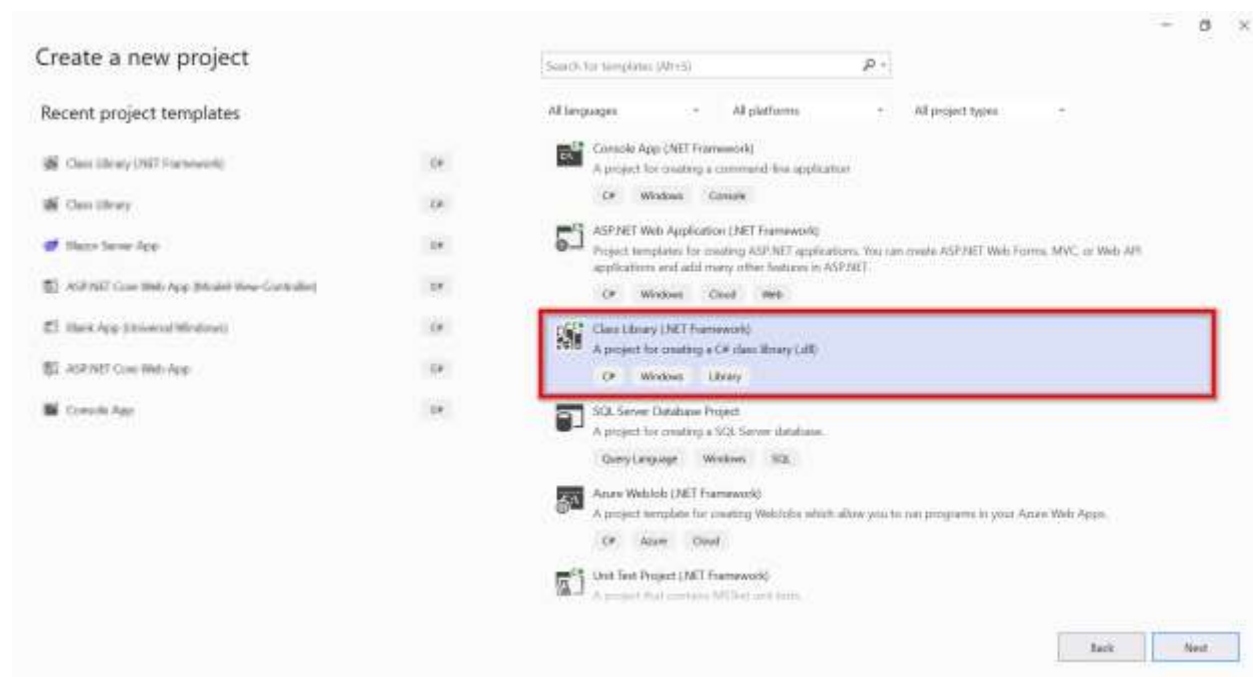 Create a new project
Search for templates (Alt+S)
Recent project templates
All languages
All platforms
All project types
Class Library (.NET Framework)
C#
Class Library
C#
Blazor Server App
C#
ASP.NET Core Web App (Model-View-Controller)
C#
Blank App (Universal Windows)
C#
ASP.NET Core Web App
C#
Console App
C#
Console App (.NET Framework)
A project for creating a command-line application
C# Windows Console
ASP.NET Web Application (.NET Framework)
Project templates for creating ASP.NET applications. You can create ASP.NET Web Forms, MVC, or Web API
applications and add many other features in ASP.NET.
C# Windows Cloud Web
Class Library (.NET Framework)
A project for creating a C# class library (.dll)
C# Windows Library
SQL Server Database Project
A project for creating a SQL Server database.
Query Language Windows SQL
Azure WebJob (.NET Framework)
A project template for creating WebJobs which allow you to run programs in your Azure Web Apps.
C# Azure Cloud
Unit Test Project (.NET Framework)
A project that contains MSTest unit tests.
Back
Next